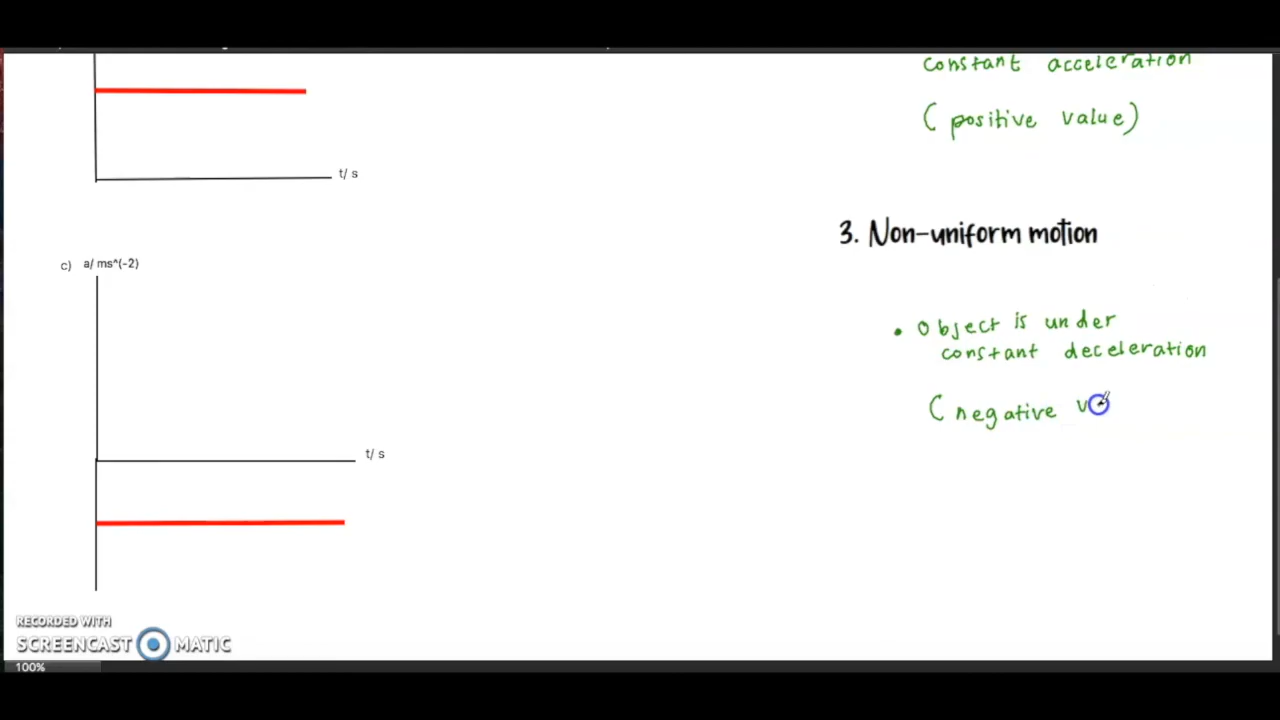 constant acceleration
(positive value)
t/ s
3. Non-uniform motion
c) a/ ms^(-2)
• Object is under
constant deceleration
(negative v
t/ s
RECORDED WITH
SCREENCAST MATIC
100%